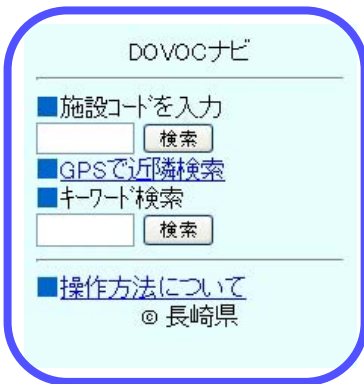 DOVOCナビ
■施設コードを入力
検索
■GPSで近隣検索
■キーワード検索
検索
■操作方法について
© 長崎県